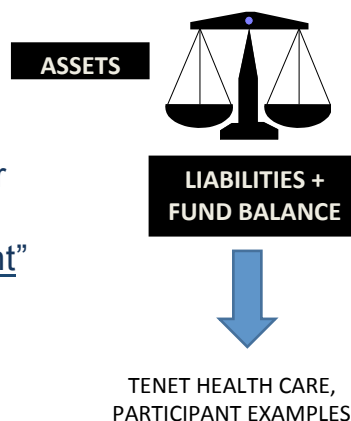 ASSETS
LIABILITIES +
FUND BALANCE
TENET HEALTH CARE,
PARTICIPANT EXAMPLES